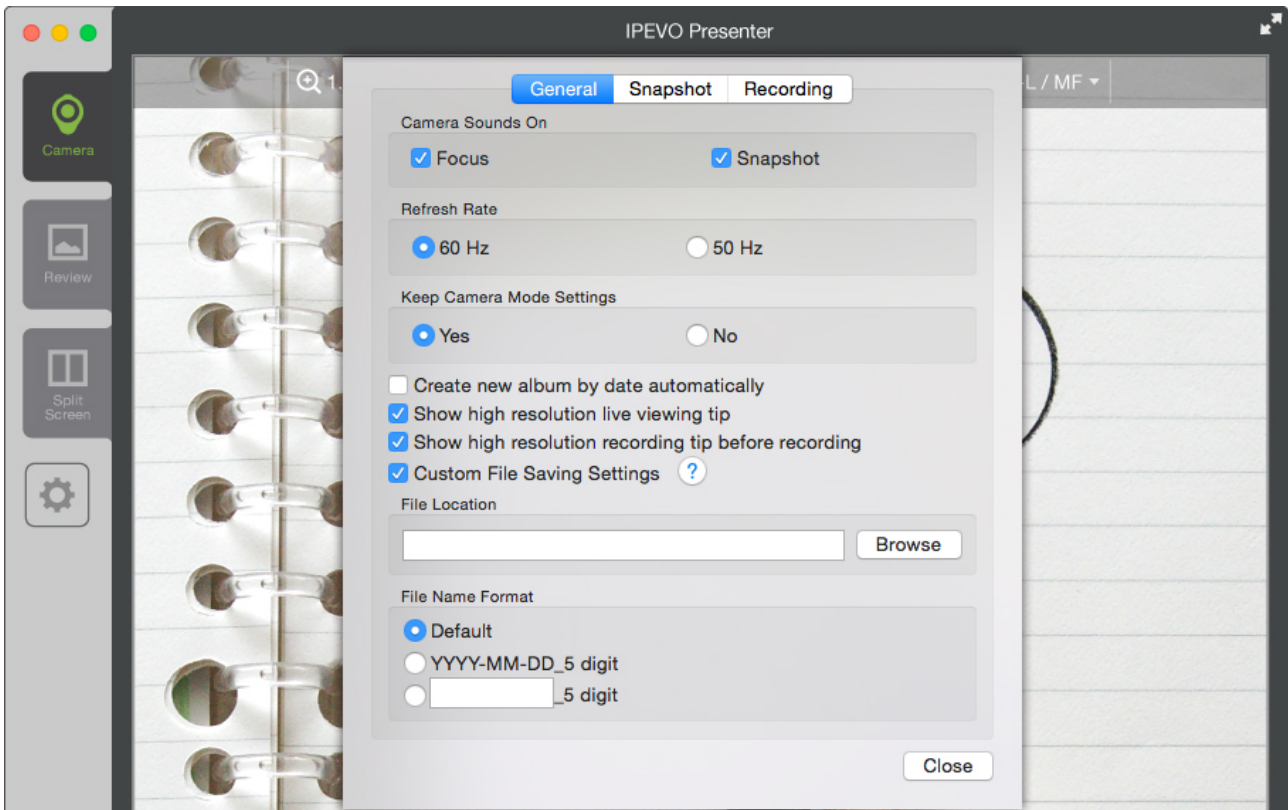 IPEVO Presenter
1.
L / MF
General Snapshot Recording
Camera
Review
Split
Screen
Camera Sounds On
Focus Snapshot
Refresh Rate
60 Hz 50 Hz
Keep Camera Mode Settings
Yes No
Create new album by date automatically
Show high resolution live viewing tip
Show high resolution recording tip before recording
Custom File Saving Settings ?
File Location
Browse
File Name Format
Default
YYYY-MM-DD_5 digit
_5 digit
Close